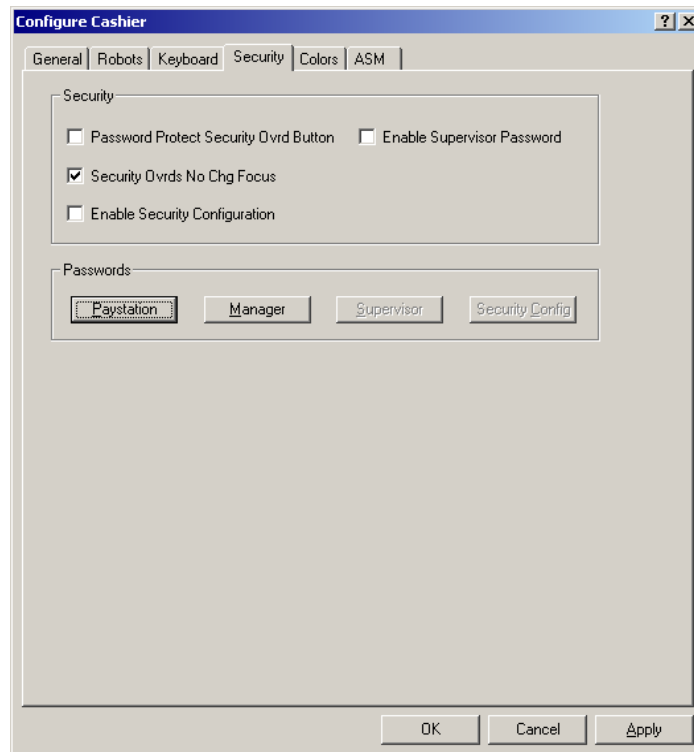 Configure Cashier
General Robots Keyboard Security Colors ASM
Security
Password Protect Security Ovrd Button Enable Supervisor Password
Security Ovrds No Chg Focus
Enable Security Configuration
Passwords
Paystation Manager Supervisor Security Config
OK Cancel Apply